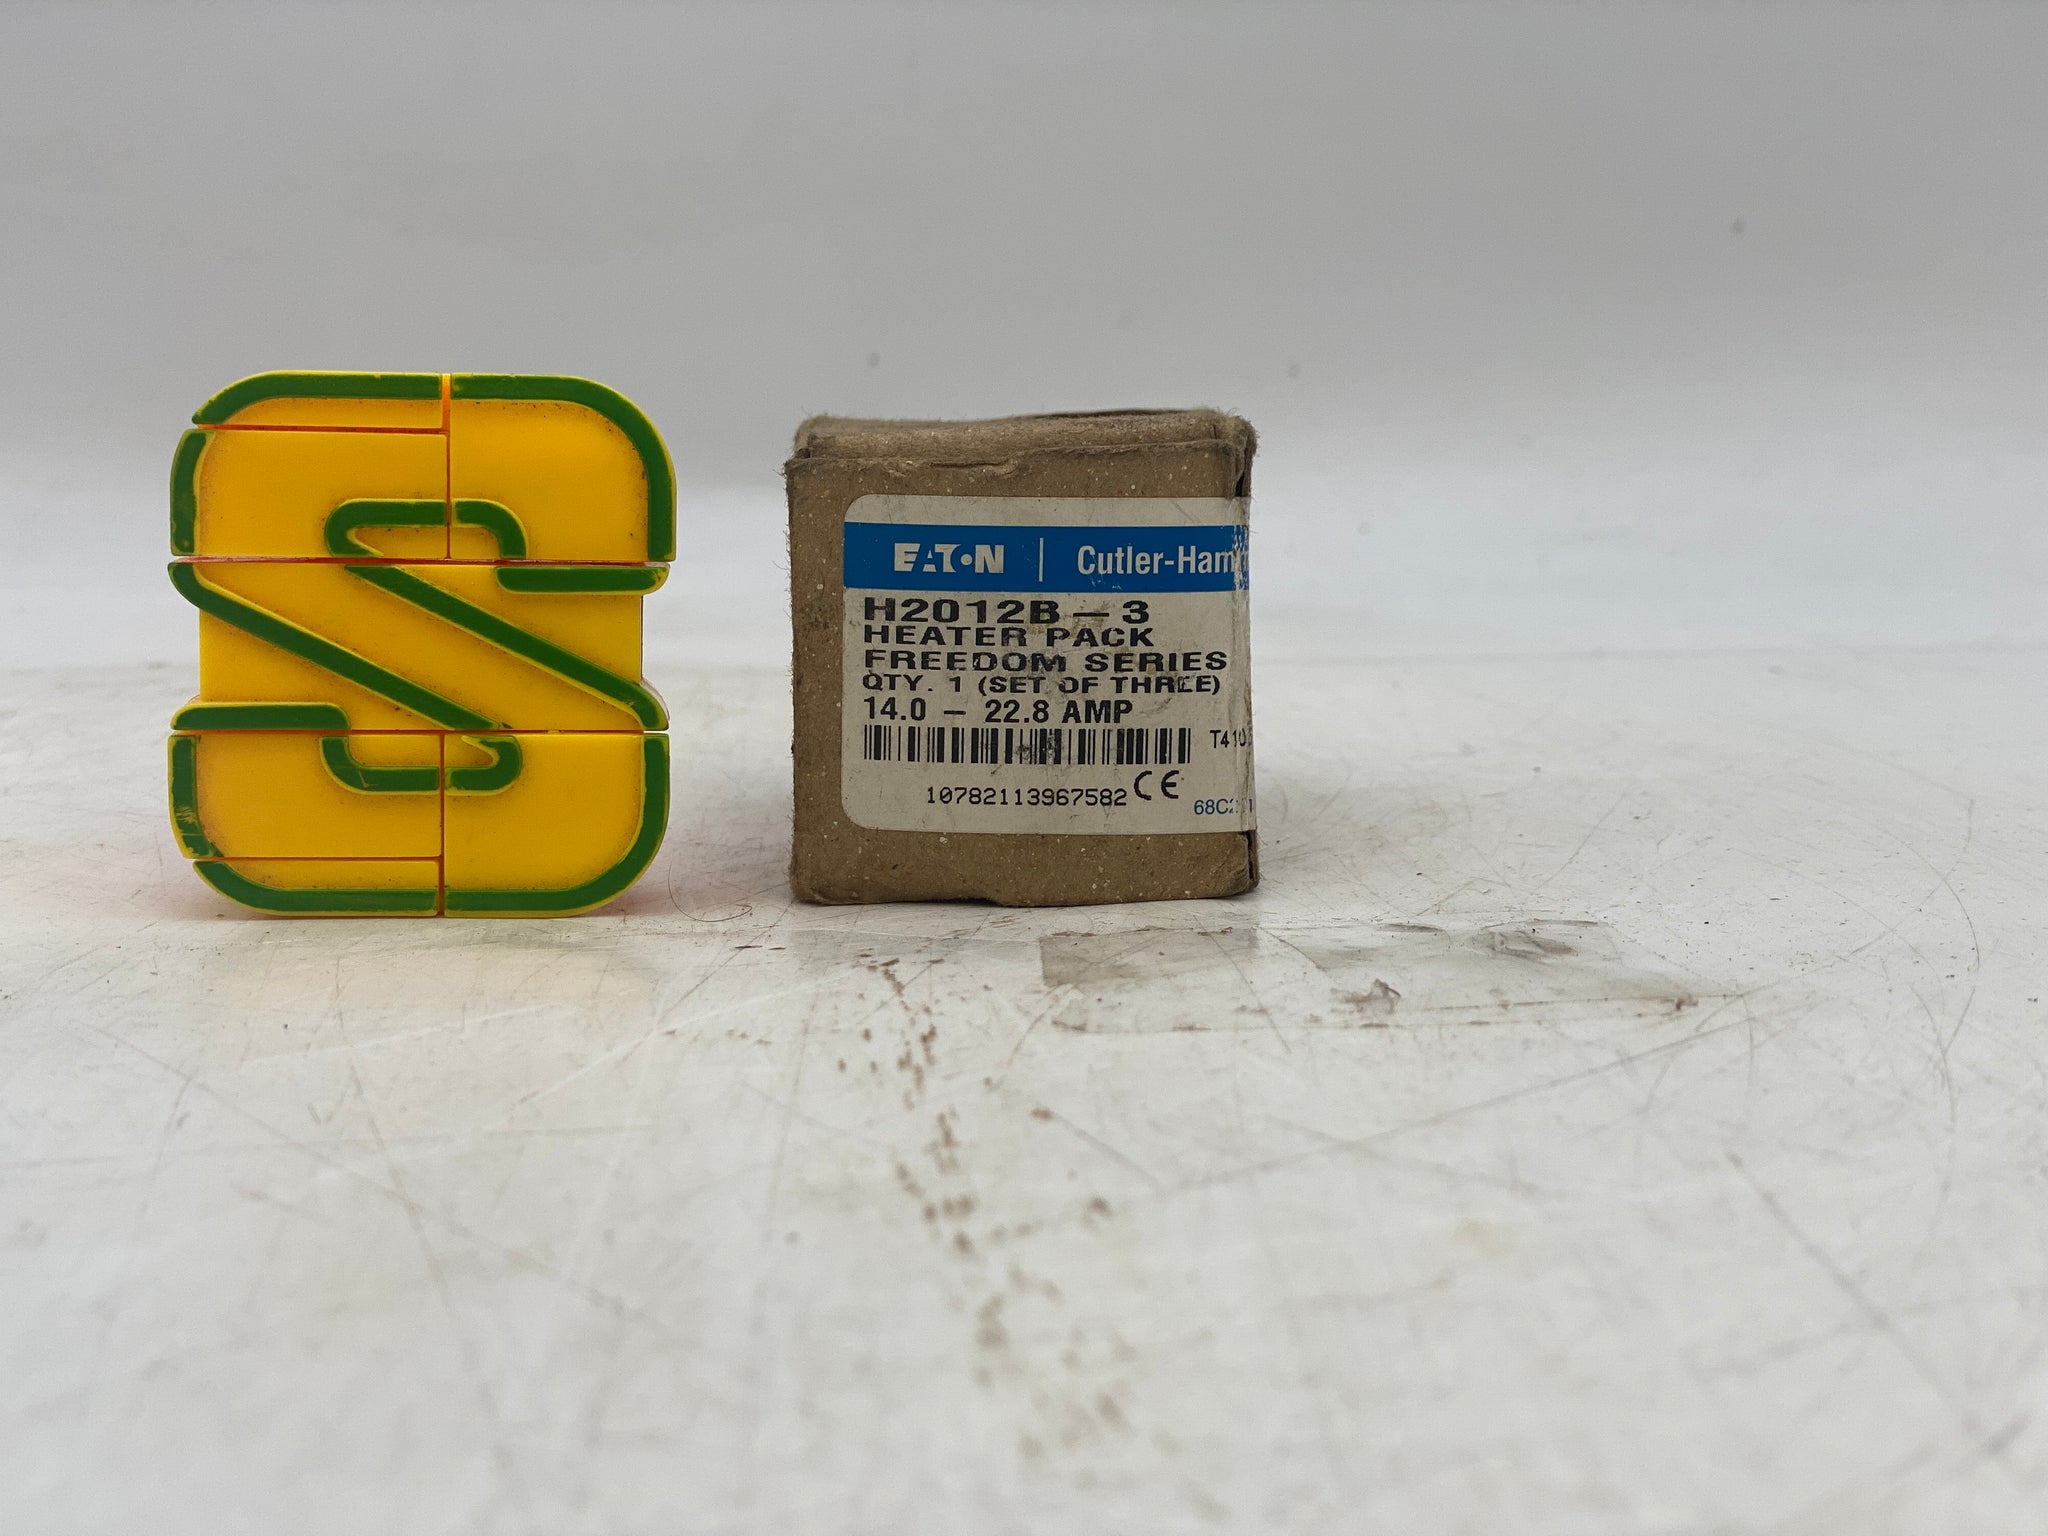 S
EATON | Cutler-Ham
H2012B-3
HEATER PACK
FREEDOM SERIES
QTY. 1 (SET OF THREE)
14.0 - 22.8 AMP
10782113967582 CE